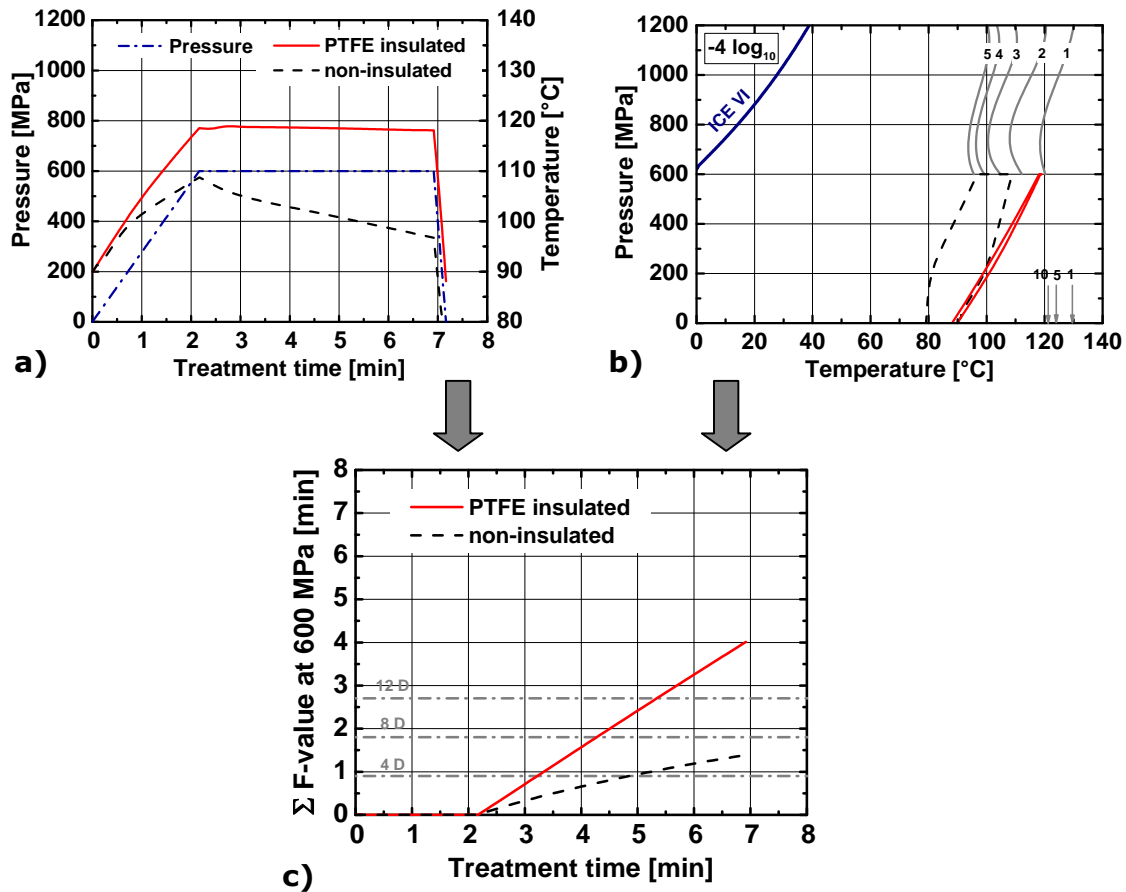 1200
1000
800
600
400
200
0
Pressure [MPa]
Pressure
PTFE insulated
non-insulated
140
130
120
110
100
90
80
Temperature [°C]
0 1 2 3 4 5 6 7 8
Treatment time [min]
a)
1200
1000
800
600
400
200
0
Pressure [MPa]
-4 log10
ICE VI
5 4 3 2 1
10 5 1
0 20 40 60 80 100 120 140
Temperature [°C]
b)
8
7
6
5
4
3
2
1
0
Σ F-value at 600 MPa [min]
PTFE insulated
non-insulated
12 D
8 D
4 D
0 1 2 3 4 5 6 7 8
Treatment time [min]
c)